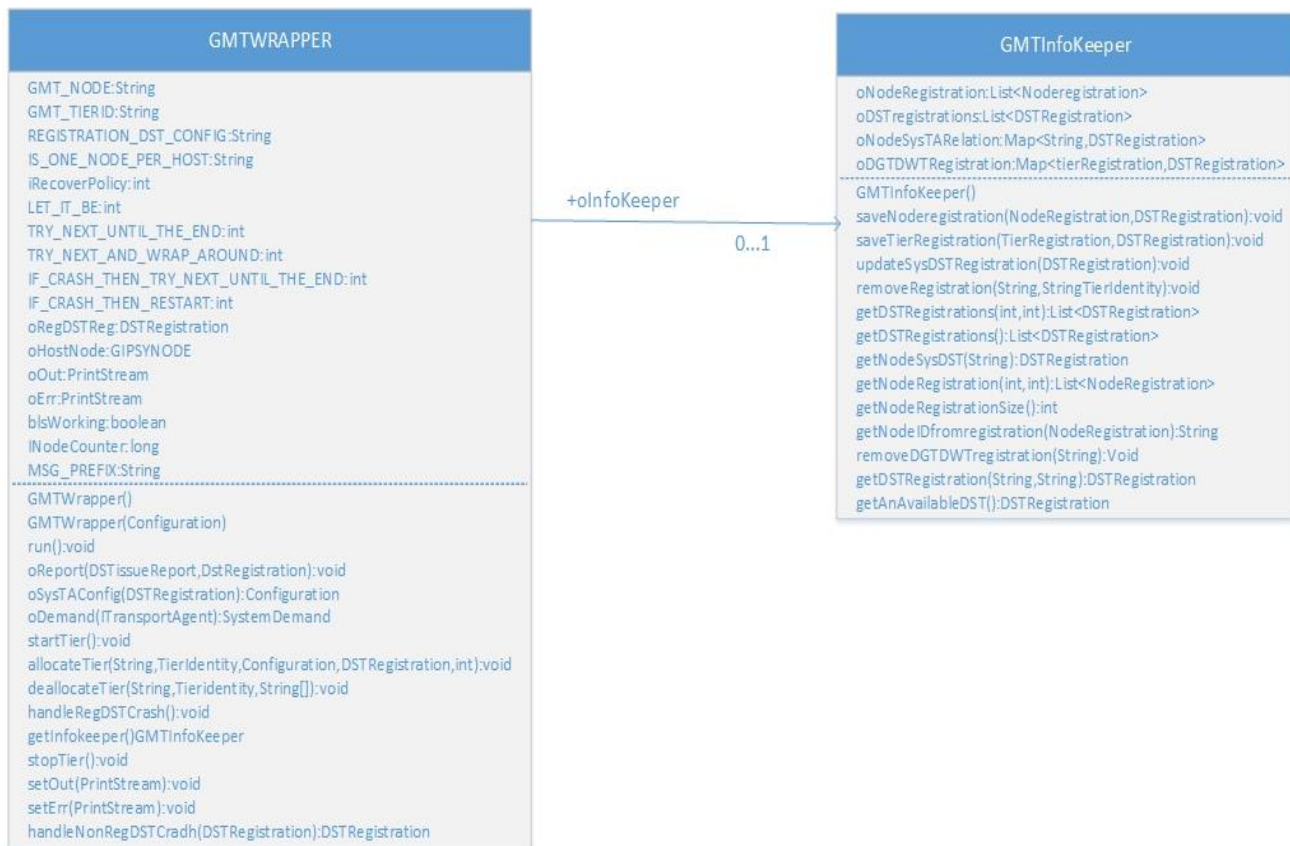 GMTWRAPPER
GMT_NODE:String
GMT_TIERID:String
REGISTRATION_DST_CONFIG:String
IS_ONE_NODE_PER_HOST:String
iRecoverPolicy:int
LET_IT_BE:int
TRY_NEXT_UNTIL_THE_END:int
TRY_NEXT_AND_WRAP_AROUND:int
IF_CRASH_THEN_TRY_NEXT_UNTIL_THE_END:int
IF_CRASH_THEN_RESTART:int
oRegDSTReg:DSTRegistration
oHostNode:GIPSYNODE
oOut:PrintStream
oErr:PrintStream
bIsWorking:boolean
lNodeCounter:long
MSG_PREFIX:String
GMTWrapper()
GMTWrapper(Configuration)
run():void
oReport(DSTissueReport,DstRegistration):void
oSysTAConfig(DSTRegistration):Configuration
oDemand(ITransportAgent):SystemDemand
startTier():void
allocateTier(String,TierIdentity,Configuration,DSTRegistration,int):void
deallocateTier(String,Tieridentity,String[]):void
handleRegDSTCrash():void
getInfokeeper()GMTInfoKeeper
stopTier():void
setOut(PrintStream):void
setErr(PrintStream):void
handleNonRegDSTCradh(DSTRegistration):DSTRegistration
+oInfoKeeper
0...1
GMTInfoKeeper
oNodeRegistration:List<Noderegistration>
oDSTregistrations:List<DSTRegistration>
oNodeSysTARelation:Map<String,DSTRegistration>
oDGTDWTRegistration:Map<tierRegistration,DSTRegistration>
GMTInfoKeeper()
saveNoderegistration(NodeRegistration,DSTRegistration):void
saveTierRegistration(TierRegistration,DSTRegistration):void
updateSysDSTRegistration(DSTRegistration):void
removeRegistration(String,StringTierIdentity):void
getDSTRegistrations(int,int):List<DSTRegistration>
getDSTRegistrations():List<DSTRegistration>
getNodeSysDST(String):DSTRegistration
getNodeRegistration(int,int):List<NodeRegistration>
getNodeRegistrationSize():int
getNodeIDfromregistration(NodeRegistration):String
removeDGTDWTregistration(String):Void
getDSTRegistration(String,String):DSTRegistration
getAnAvailableDST():DSTRegistration